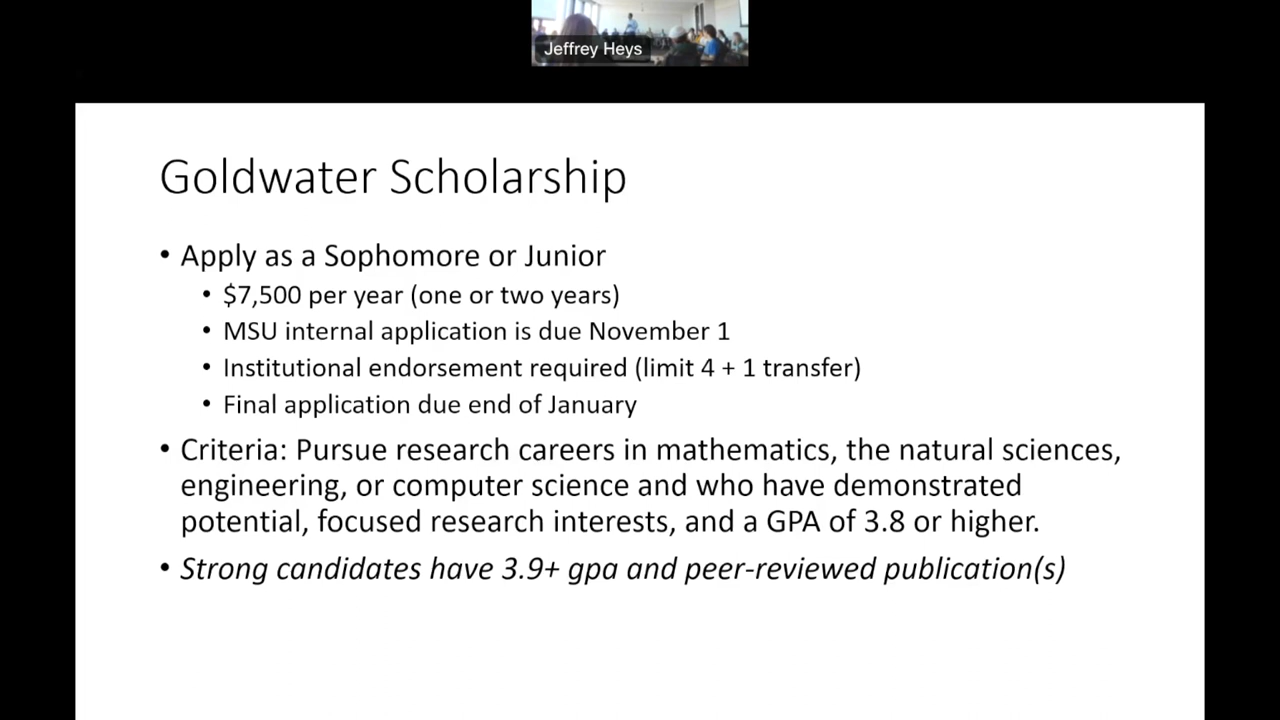 Jeffrey Heys
Goldwater Scholarship
• Apply as a Sophomore or Junior
• $7,500 per year (one or two years)
• MSU internal application is due November 1
• Institutional endorsement required (limit 4 + 1 transfer)
• Final application due end of January
• Criteria: Pursue research careers in mathematics, the natural sciences,
engineering, or computer science and who have demonstrated
potential, focused research interests, and a GPA of 3.8 or higher.
• Strong candidates have 3.9+ gpa and peer-reviewed publication(s)